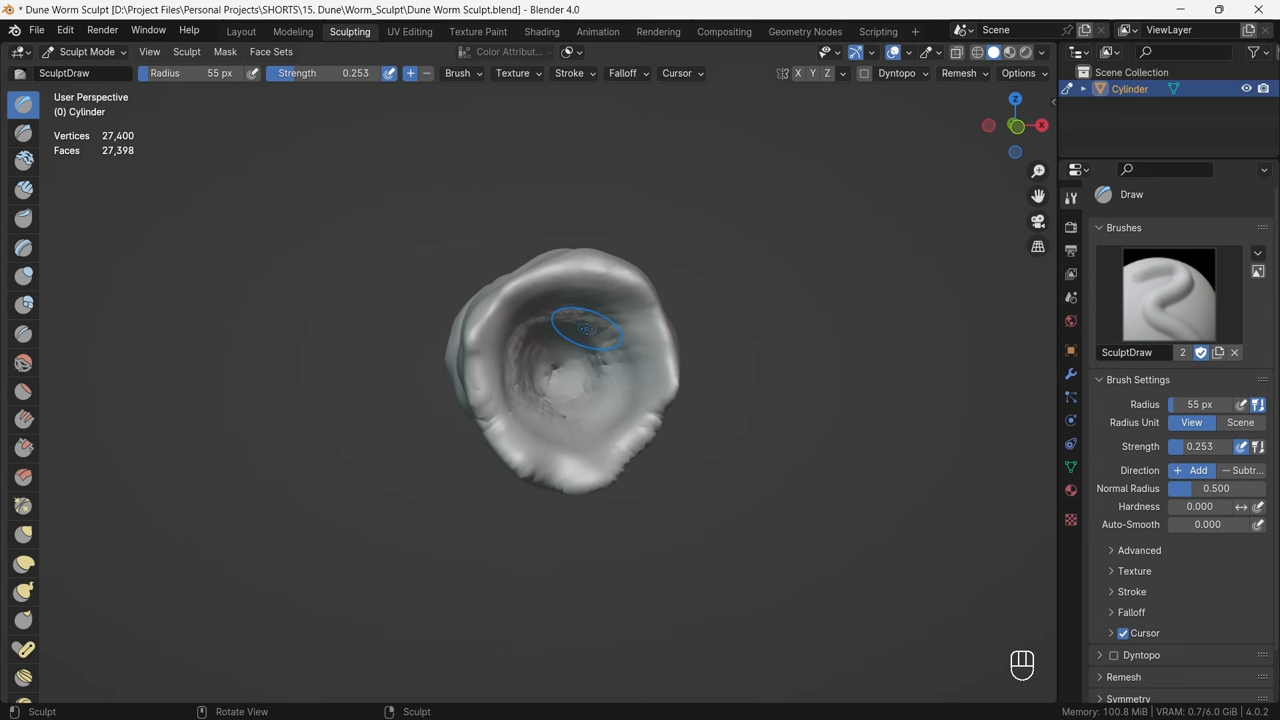 * Dune Worm Sculpt [D:\Project Files\Personal Projects\SHORTS\15. Dune\Worm_Sculpt\Dune Worm Sculpt.blend] - Blender 4.0
File Edit Render Window Help Layout Modeling Sculpting UV Editing Texture Paint Shading Animation Rendering Compositing Geometry Nodes Scripting + Scene ViewLayer
Sculpt Mode View Sculpt Mask Face Sets Color Attribut...
SculptDraw Radius 55 px Strength 0.253 + − Brush Texture Stroke Falloff Cursor X Y Z Dyntopo Remesh Options
User Perspective
(0) Cylinder
Vertices 27,400
Faces 27,398
Z
X
Scene Collection
Cylinder
Draw
Brushes
SculptDraw 2
Brush Settings
Radius 55 px
Radius Unit View Scene
Strength 0.253
Direction + Add − Subtr...
Normal Radius 0.500
Hardness 0.000
Auto-Smooth 0.000
Advanced
Texture
Stroke
Falloff
Cursor
Dyntopo
Remesh
Symmetry
Sculpt Rotate View Sculpt Memory: 100.8 MiB | VRAM: 0.7/6.0 GiB | 4.0.2